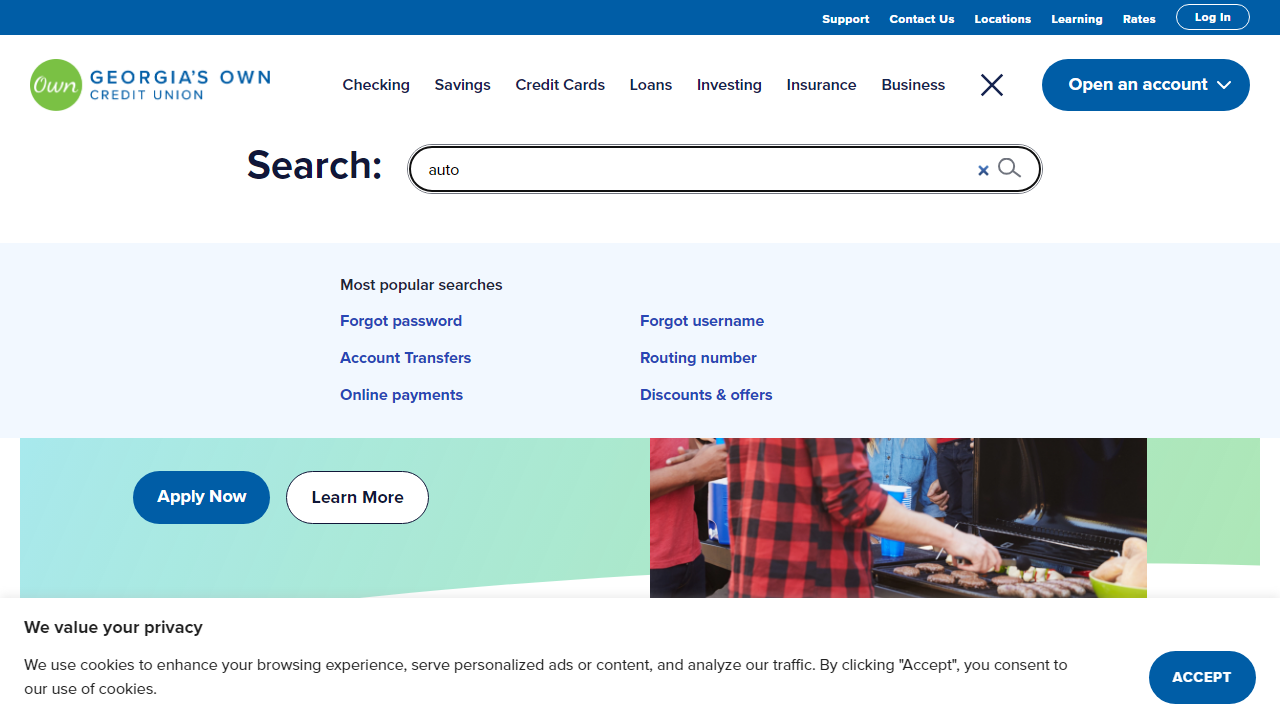 Support Contact Us Locations Learning Rates Log In
Own GEORGIA'S OWN
CREDIT UNION
Checking Savings Credit Cards Loans Investing Insurance Business
Open an account
Search:
auto
Most popular searches
Forgot password Forgot username
Account Transfers Routing number
Online payments Discounts & offers
Apply Now Learn More
We value your privacy
We use cookies to enhance your browsing experience, serve personalized ads or content, and analyze our traffic. By clicking "Accept", you consent to
our use of cookies.
ACCEPT